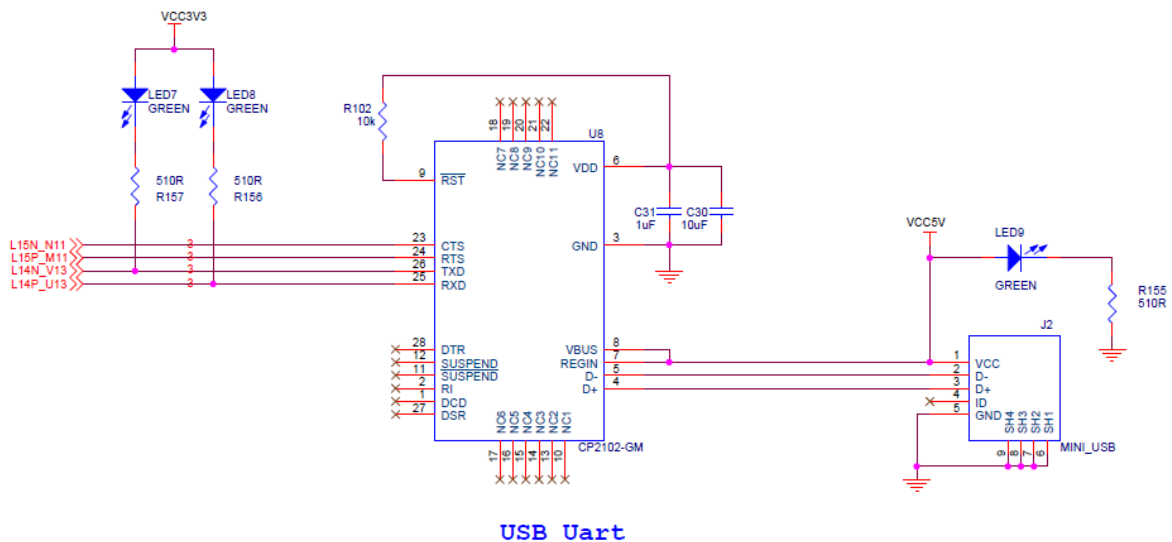 VCC3V3
LED7
GREEN
LED8
GREEN
510R
R157
510R
R156
R102
10k
18
19
20
21
22
NC7
NC8
NC9
NC10
NC11
U8
9
RST
VDD
6
C31
1uF
C30
10uF
GND
3
L15N_N11
3
23
CTS
L15P_M11
3
24
RTS
L14N_V13
3
26
TXD
L14P_U13
3
25
RXD
VCC5V
LED9
GREEN
R155
510R
28
DTR
12
SUSPEND
11
SUSPEND
2
RI
1
DCD
27
DSR
VBUS
8
REGIN
7
D-
5
D+
4
NC6
NC5
NC4
NC3
NC2
NC1
17
16
15
14
13
10
CP2102-GM
J2
1
VCC
2
D-
3
D+
4
ID
5
GND
SH4
SH3
SH2
SH1
9
8
7
6
MINI_USB
USB Uart